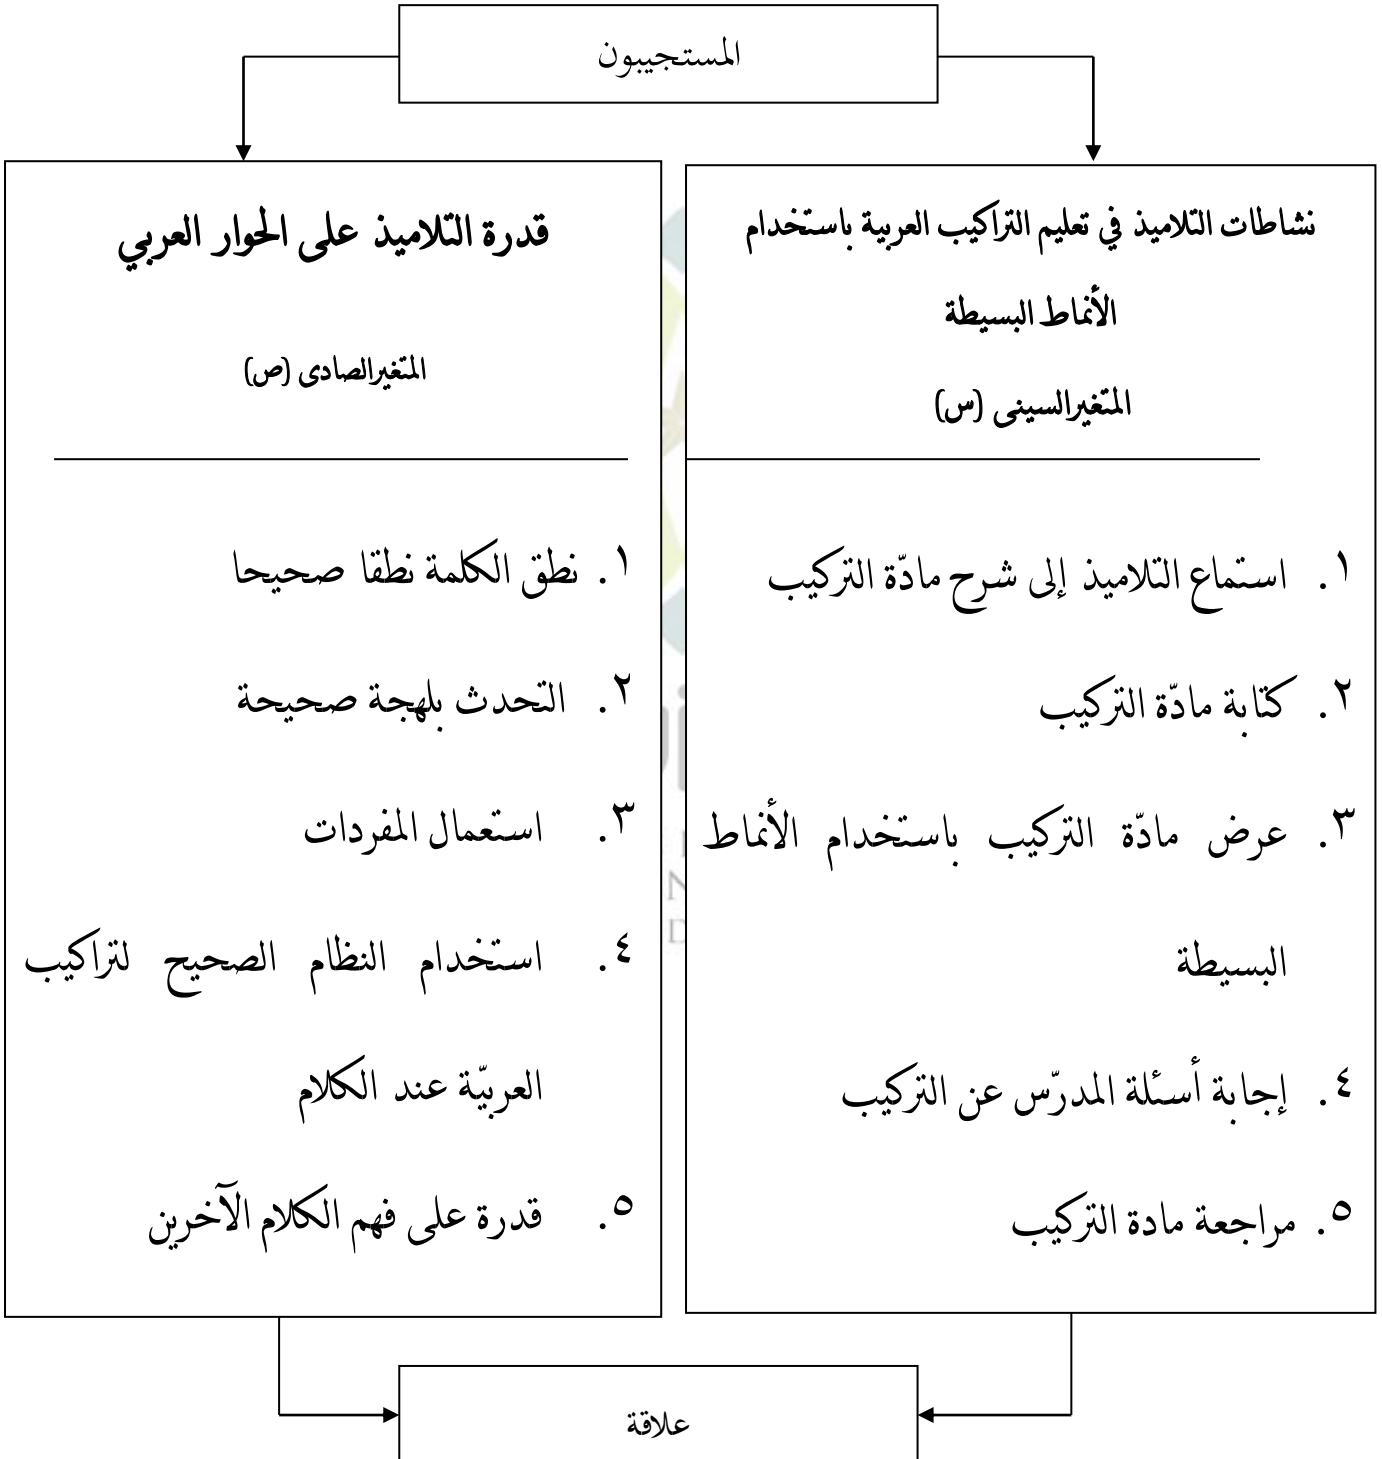 المستجيبون
نشاطات التلاميذ في تعليم التراكيب العربية باستخدام
الأنماط البسيطة
المتغيرالسينى (س)
١. استماع التلاميذ إلى شرح مادّة التركيب
٢. كتابة مادّة التركيب
٣. عرض مادّة التركيب باستخدام الأنماط
البسيطة
٤. إجابة أسئلة المدرّس عن التركيب
٥. مراجعة مادة التركيب
قدرة التلاميذ على الحوار العربي
المتغيرالصادى (ص)
١. نطق الكلمة نطقا صحيحا
٢. التحدث بلهجة صحيحة
٣. استعمال المفردات
٤. استخدام النظام الصحيح لتراكيب
العربيّة عند الكلام
٥. قدرة على فهم الكلام الآخرين
علاقة